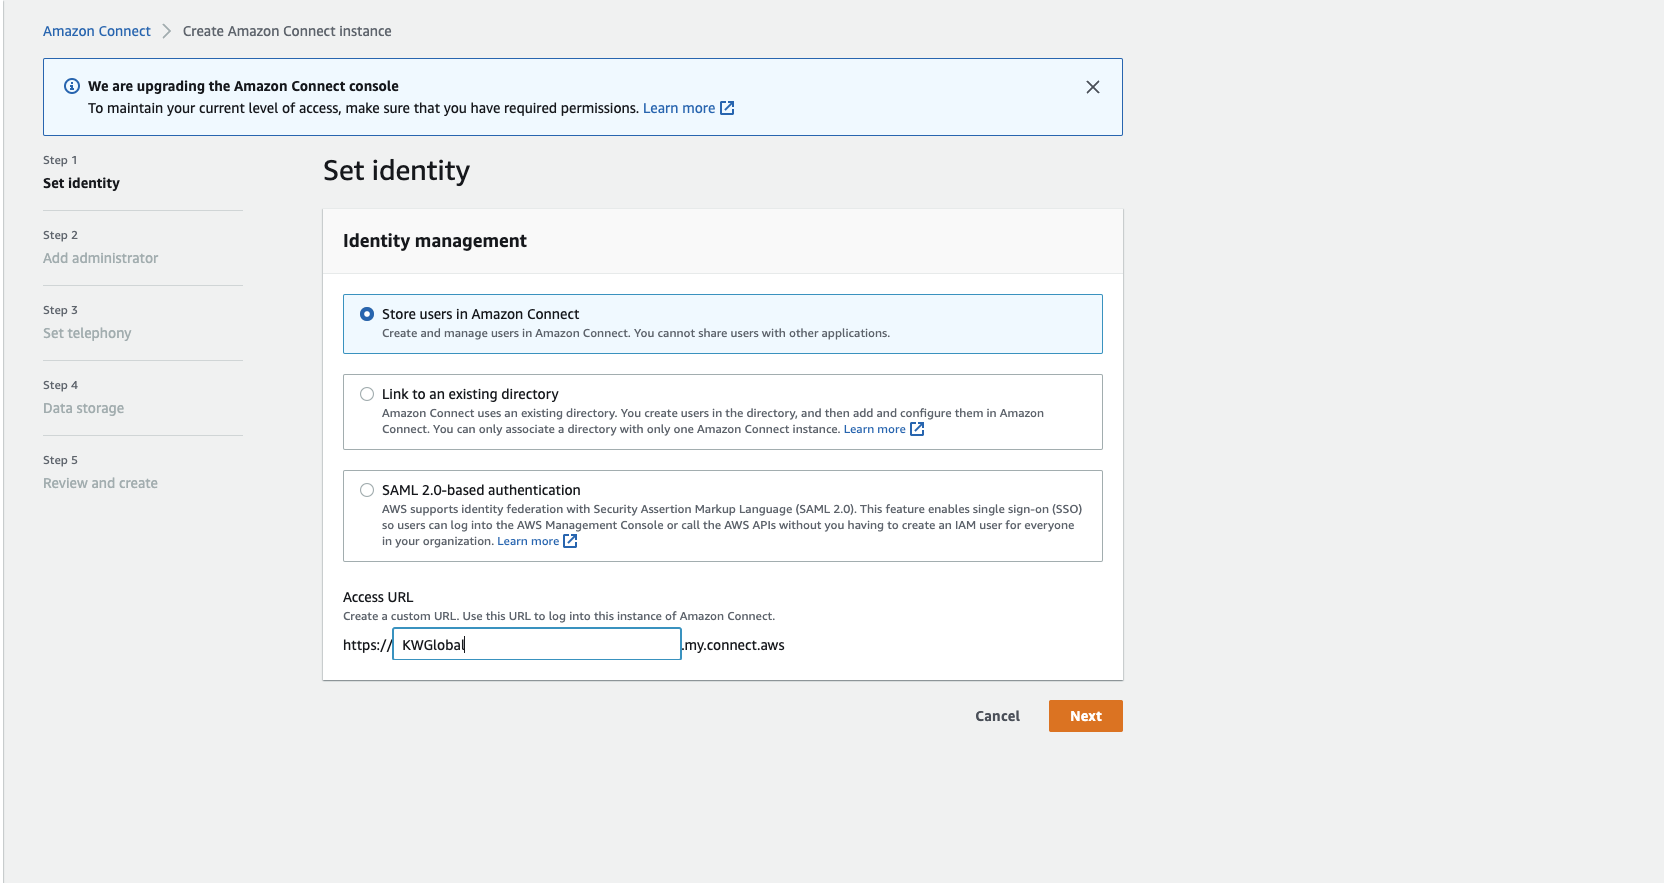 Amazon Connect > Create Amazon Connect instance
We are upgrading the Amazon Connect console
To maintain your current level of access, make sure that you have required permissions. Learn more
Step 1
Set identity
Step 2
Add administrator
Step 3
Set telephony
Step 4
Data storage
Step 5
Review and create
Set identity
Identity management
Store users in Amazon Connect
Create and manage users in Amazon Connect. You cannot share users with other applications.
Link to an existing directory
Amazon Connect uses an existing directory. You create users in the directory, and then add and configure them in Amazon
Connect. You can only associate a directory with only one Amazon Connect instance. Learn more
SAML 2.0-based authentication
AWS supports identity federation with Security Assertion Markup Language (SAML 2.0). This feature enables single sign-on (SSO)
so users can log into the AWS Management Console or call the AWS APIs without you having to create an IAM user for everyone
in your organization. Learn more
Access URL
Create a custom URL. Use this URL to log into this instance of Amazon Connect.
https:// KWGlobal .my.connect.aws
Cancel Next